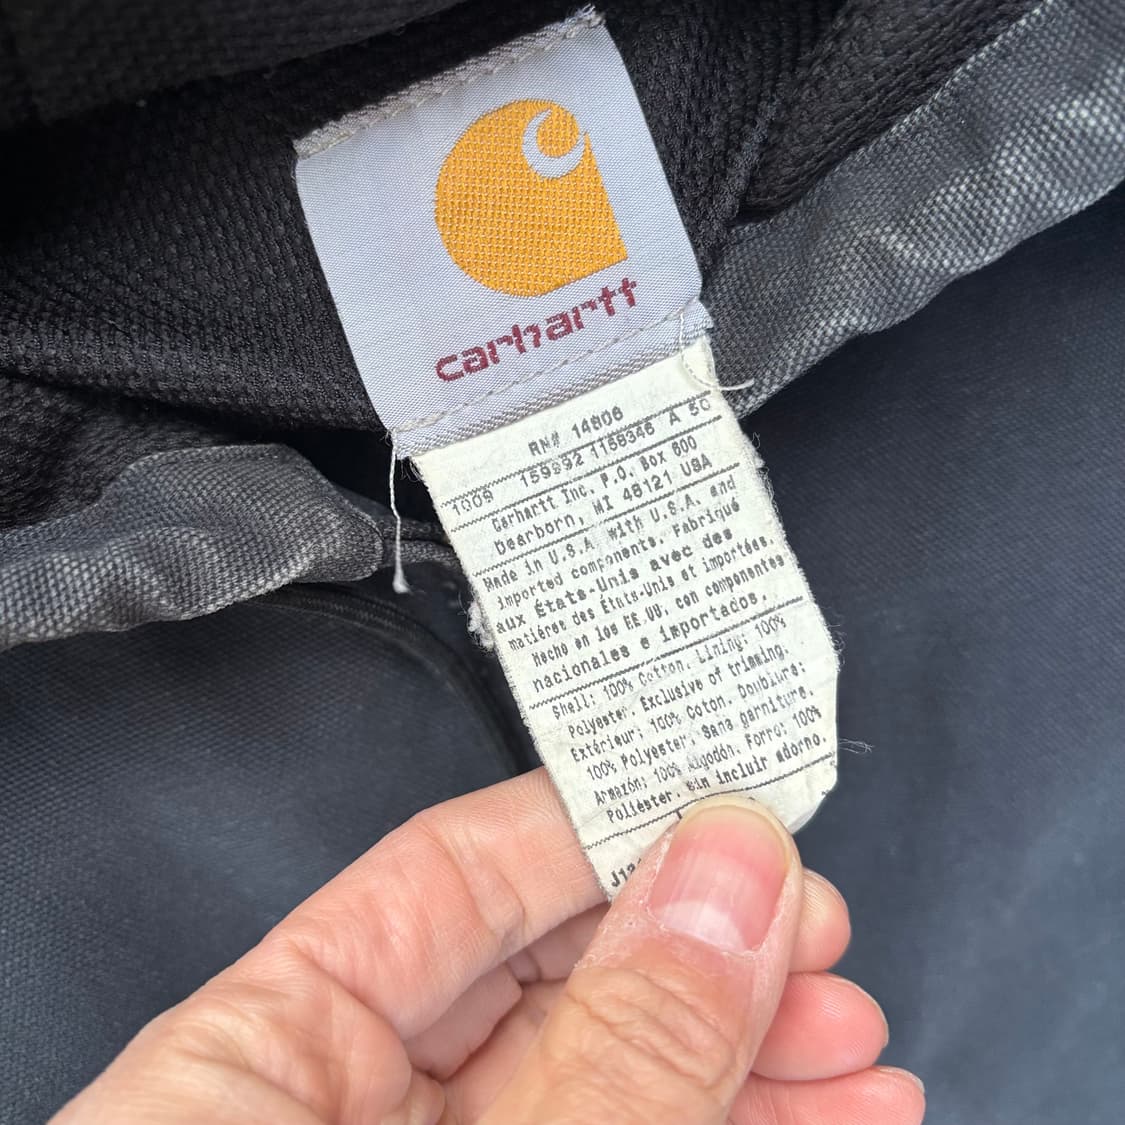 carhartt
RN# 14806
1009 159992 1158346 A 50
Carhartt Inc. P.O. Box 600
Dearborn, MI 48121 USA
Made in U.S.A. with U.S.A. and
imported components. Fabriqué
aux États-Unis avec des
matiéres des États-Unis et importées.
Hecho en los EE.UU. con componentes
nacionales e importados.
Shell: 100% Cotton. Lining: 100%
Polyester. Exclusive of trimming.
Extérieur: 100% Coton. Doublure:
100% Polyester. Sans garniture.
Armazón: 100% Algodón. Forro: 100%
Poliéster. Sin incluir adorno.